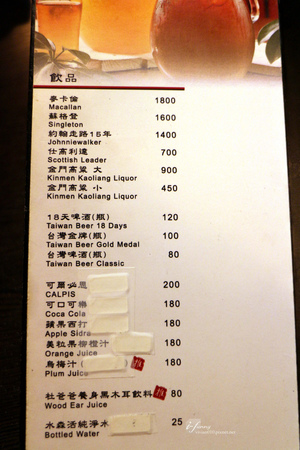 飲品
麥卡倫 1800
Macallan
蘇格登 1600
Singleton
約翰走路15年 1400
Johnniewalker
仕高利達 700
Scottish Leader
金門高粱 大 900
Kinmen Kaoliang Liquor
金門高粱 小 450
Kinmen Kaoliang Liquor
18天啤酒(瓶) 120
Taiwan Beer 18 Days
台灣金牌(瓶) 100
Taiwan Beer Gold Medal
台灣啤酒(瓶) 80
Taiwan Beer Classic
可爾必思 200
CALPIS
可口可樂 180
Coca Cola
蘋果西打 180
Apple Sidra
美粒果柳橙汁 180
Orange Juice
烏梅汁 ( 180
Plum Juice
杜爸爸養身黑木耳飲料 80
Wood Ear Juice
水森活純淨水 25
Bottled Water